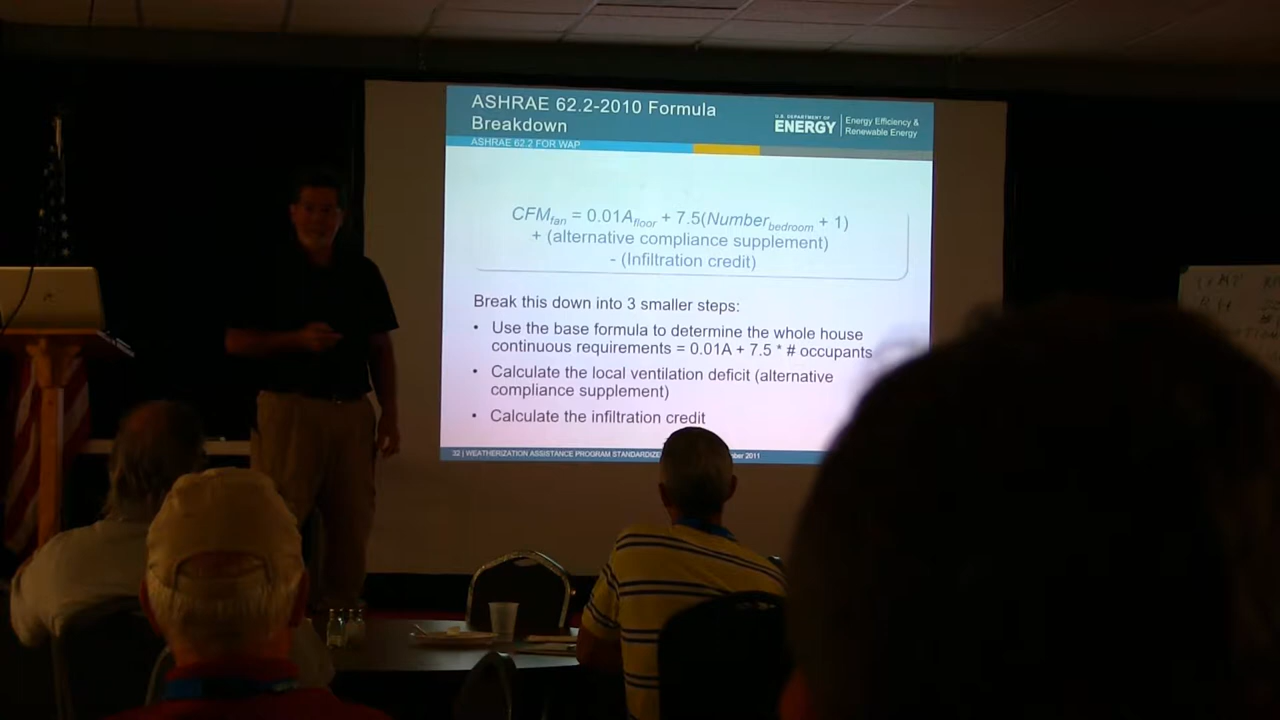 ASHRAE 62.2-2010 Formula
Breakdown
U.S. DEPARTMENT OF
ENERGY
Energy Efficiency &
Renewable Energy
ASHRAE 62.2 FOR WAP
CFMfan = 0.01Afloor + 7.5(Numberbedroom + 1)
+ (alternative compliance supplement)
- (Infiltration credit)
Break this down into 3 smaller steps:
• Use the base formula to determine the whole house
continuous requirements = 0.01A + 7.5 * # occupants
• Calculate the local ventilation deficit (alternative
compliance supplement)
• Calculate the infiltration credit
32 | WEATHERIZATION ASSISTANCE PROGRAM 2011